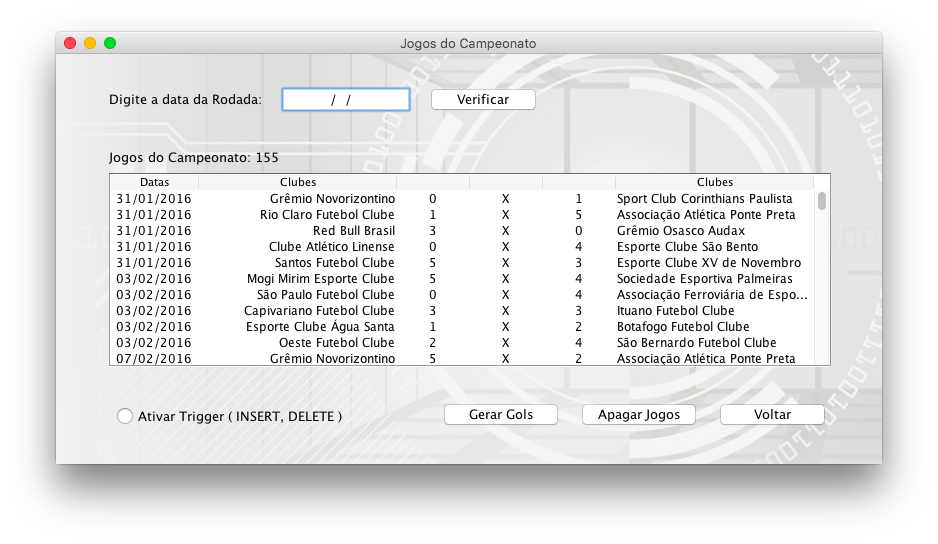 Jogos do Campeonato
Digite a data da Rodada: / / Verificar
Jogos do Campeonato: 155
Datas Clubes Clubes
31/01/2016 Grêmio Novorizontino 0 X 1 Sport Club Corinthians Paulista
31/01/2016 Rio Claro Futebol Clube 1 X 5 Associação Atlética Ponte Preta
31/01/2016 Red Bull Brasil 3 X 0 Grêmio Osasco Audax
31/01/2016 Clube Atlético Linense 0 X 4 Esporte Clube São Bento
31/01/2016 Santos Futebol Clube 5 X 3 Esporte Clube XV de Novembro
03/02/2016 Mogi Mirim Esporte Clube 5 X 4 Sociedade Esportiva Palmeiras
03/02/2016 São Paulo Futebol Clube 0 X 4 Associação Ferroviária de Espo...
03/02/2016 Capivariano Futebol Clube 3 X 3 Ituano Futebol Clube
03/02/2016 Esporte Clube Água Santa 1 X 2 Botafogo Futebol Clube
03/02/2016 Oeste Futebol Clube 2 X 4 São Bernardo Futebol Clube
07/02/2016 Grêmio Novorizontino 5 X 2 Associação Atlética Ponte Preta
Ativar Trigger ( INSERT, DELETE ) Gerar Gols Apagar Jogos Voltar